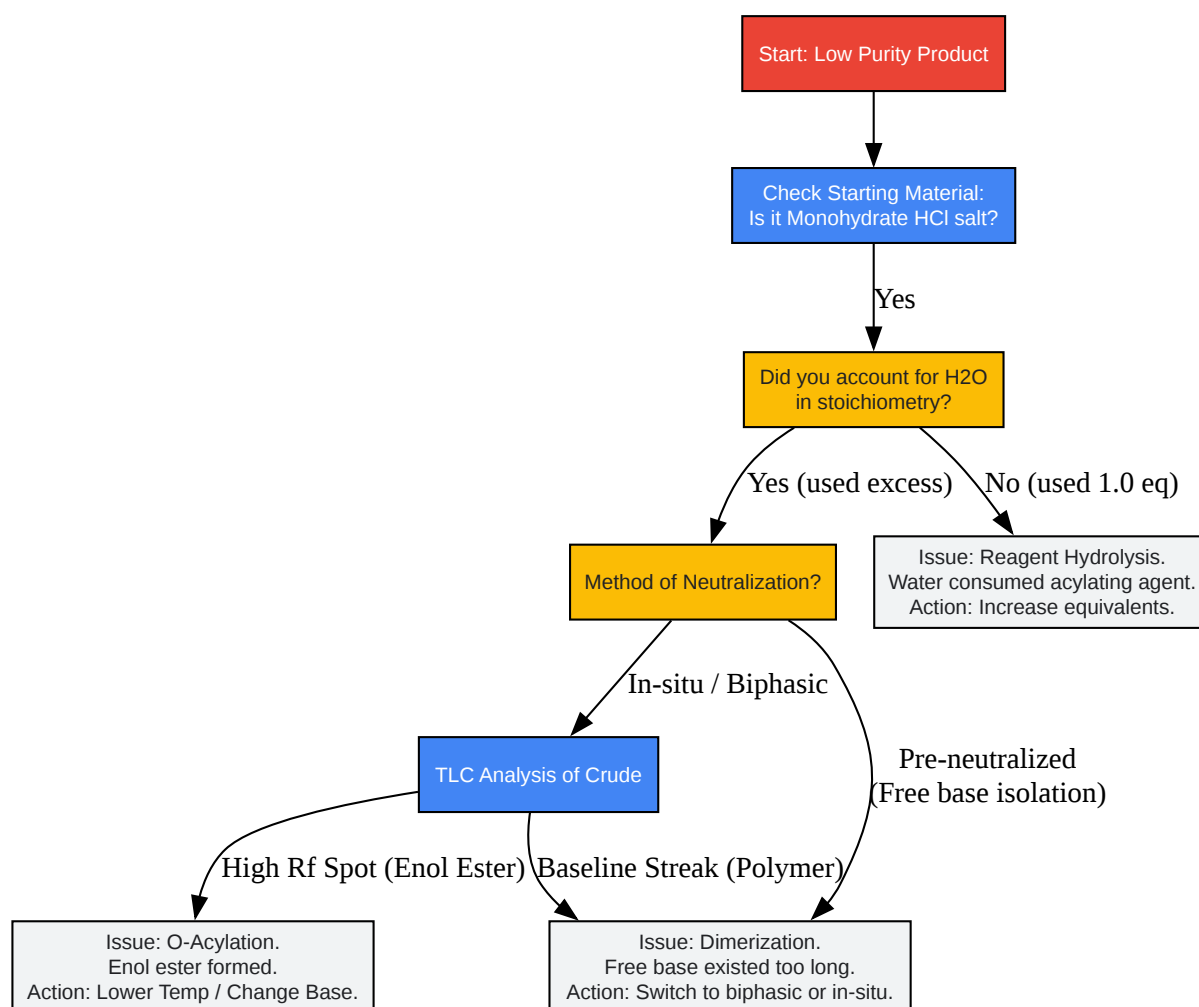 Start: Low Purity Product
Check Starting Material:
Is it Monohydrate HCl salt?
Yes
Did you account for H2O
in stoichiometry?
Yes (used excess)
No (used 1.0 eq)
Method of Neutralization?
Issue: Reagent Hydrolysis.
Water consumed acylating agent.
Action: Increase equivalents.
In-situ / Biphasic
Pre-neutralized
(Free base isolation)
TLC Analysis of Crude
High Rf Spot (Enol Ester)
Baseline Streak (Polymer)
Issue: O-Acylation.
Enol ester formed.
Action: Lower Temp / Change Base.
Issue: Dimerization.
Free base existed too long.
Action: Switch to biphasic or in-situ.